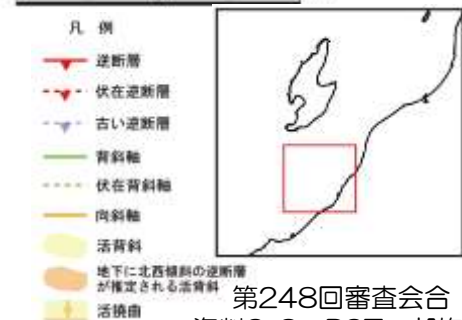 凡 例
逆断層
伏在逆断層
古い逆断層
背斜軸
伏在背斜軸
向斜軸
活背斜
地下に北西傾斜の逆断層
が推定される活背斜
活撓曲
第248回審査会合